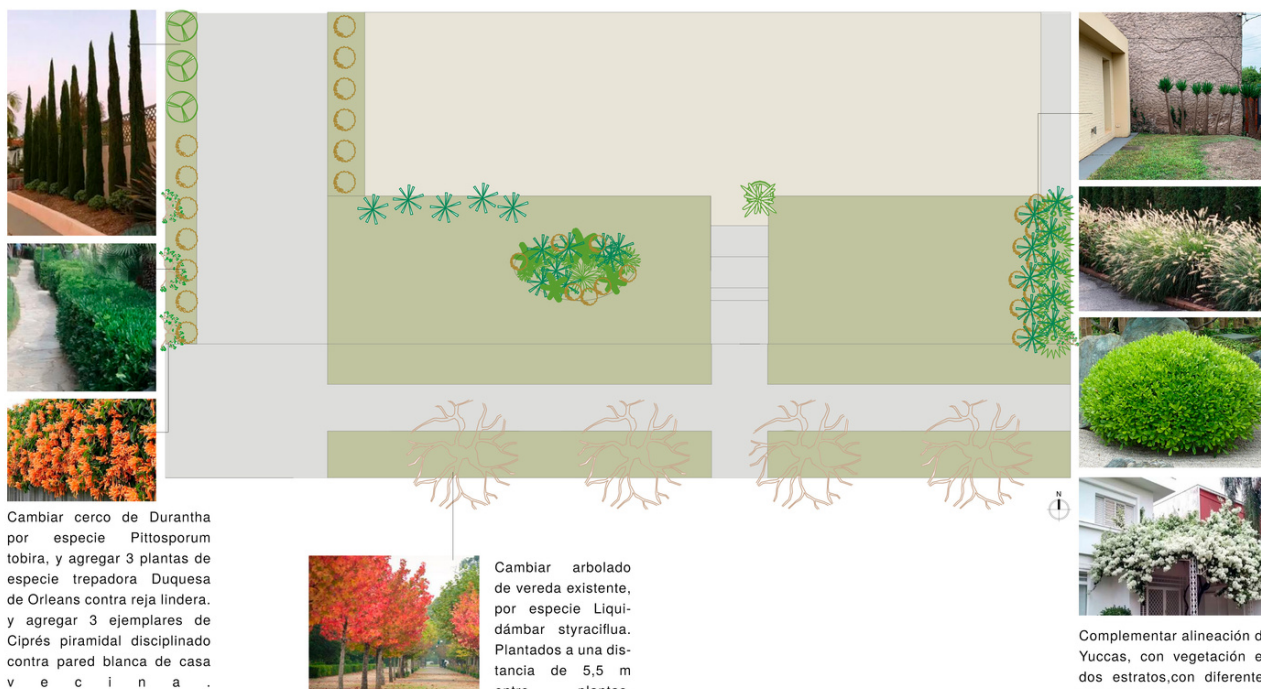 N
Cambiar cerco de Durantha
por especie Pittosporum
tobira, y agregar 3 plantas de
especie trepadora Duquesa
de Orleans contra reja lindera.
y agregar 3 ejemplares de
Ciprés piramidal disciplinado
contra pared blanca de casa
v e c i n a .
Cambiar arbolado
de vereda existente,
por especie Liqui-
dámbar styraciflua.
Plantados a una dis-
tancia de 5,5 m
entre plantas.
Complementar alineación d
Yuccas, con vegetación e
dos estratos,con diferente